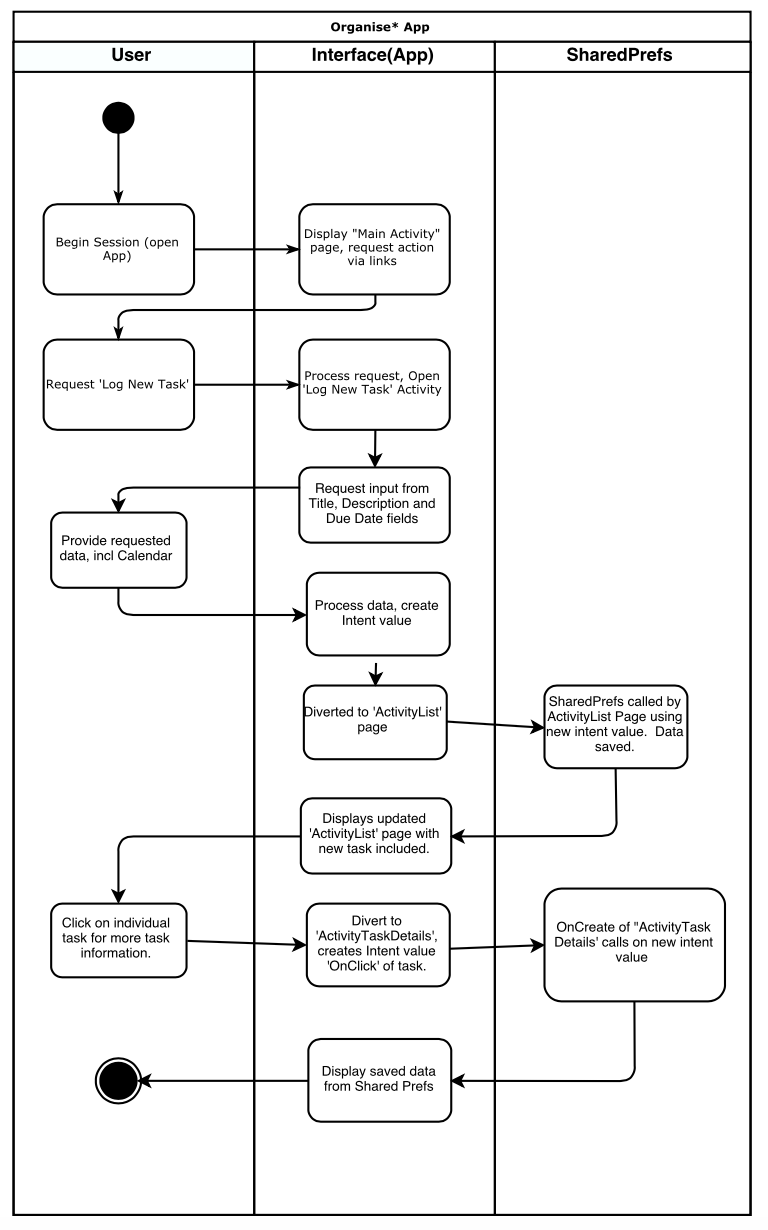 Organise* App
User
Interface(App)
SharedPrefs
Begin Session (open
App)
Display "Main Activity"
page, request action
via links
Request 'Log New Task'
Process request, Open
'Log New Task' Activity
Request input from
Title, Description and
Due Date fields
Provide requested
data, incl Calendar
Process data, create
Intent value
Diverted to 'ActivityList'
page
SharedPrefs called by
ActivityList Page using
new intent value.  Data
saved.
Displays updated
'ActivityList' page with
new task included.
Click on individual
task for more task
information.
Divert to
'ActivityTaskDetails',
creates Intent value
'OnClick' of task.
OnCreate of "ActivityTask
Details' calls on new intent
value
Display saved data
from Shared Prefs